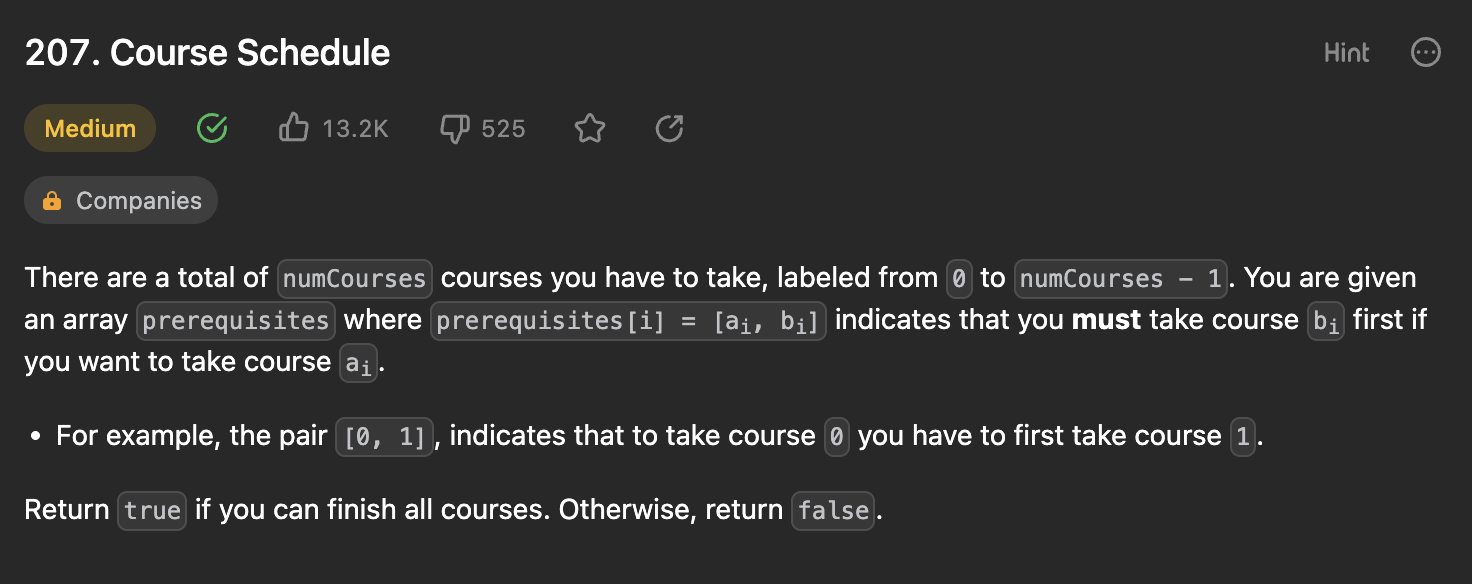 207. Course Schedule
Hint
Medium
13.2K
525
Companies
There are a total of numCourses courses you have to take, labeled from 0 to numCourses - 1. You are given
an array prerequisites where prerequisites[i] = [ai, bi] indicates that you must take course bi first if
you want to take course ai.
• For example, the pair [0, 1], indicates that to take course 0 you have to first take course 1.
Return true if you can finish all courses. Otherwise, return false.